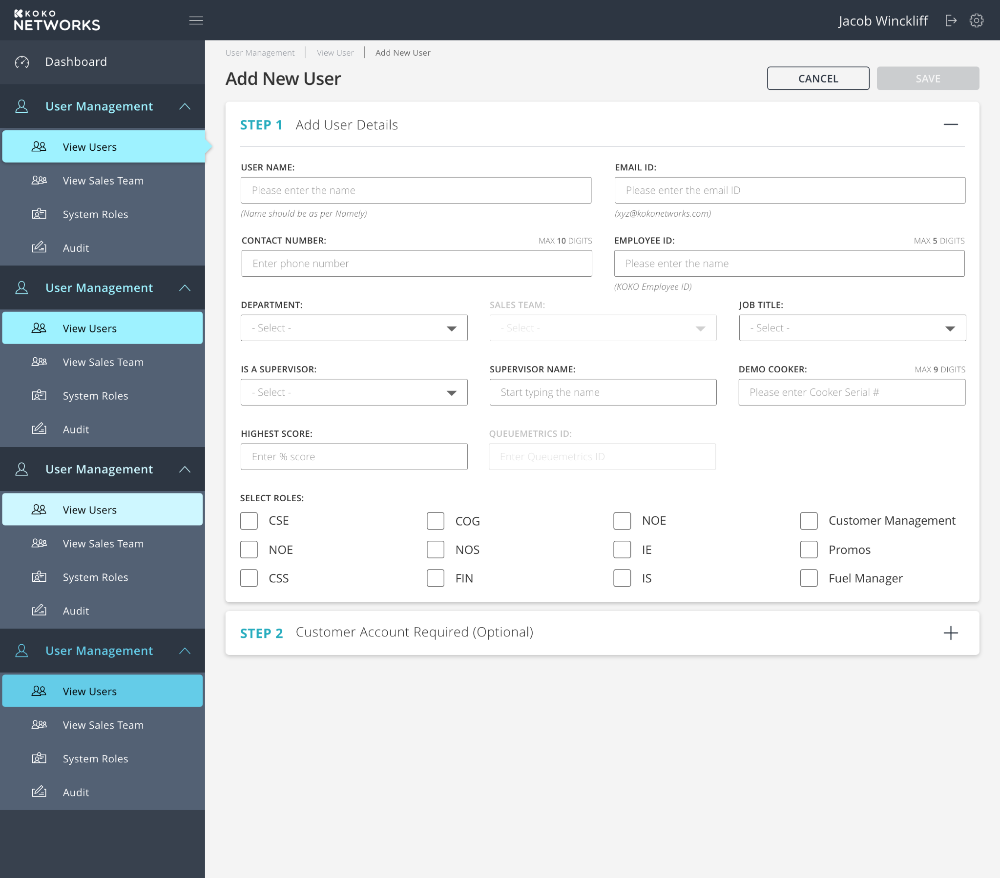 KOKO
NETWORKS
Jacob Winckliff
Dashboard
User Management
View Users
View Sales Team
System Roles
Audit
User Management
View Users
View Sales Team
System Roles
Audit
User Management
View Users
View Sales Team
System Roles
Audit
User Management
View Users
View Sales Team
System Roles
Audit
User Management | View User | Add New User
Add New User
CANCEL
SAVE
STEP 1 Add User Details
USER NAME:
Please enter the name
(Name should be as per Namely)
EMAIL ID:
Please enter the email ID
(xyz@kokonetworks.com)
CONTACT NUMBER: MAX 10 DIGITS
Enter phone number
EMPLOYEE ID: MAX 5 DIGITS
Please enter the name
(KOKO Employee ID)
DEPARTMENT:
- Select -
SALES TEAM:
- Select -
JOB TITLE:
- Select -
IS A SUPERVISOR:
- Select -
SUPERVISOR NAME:
Start typing the name
DEMO COOKER: MAX 9 DIGITS
Please enter Cooker Serial #
HIGHEST SCORE:
Enter % score
QUEUEMETRICS ID:
Enter Queuemetrics ID
SELECT ROLES:
CSE COG NOE Customer Management
NOE NOS IE Promos
CSS FIN IS Fuel Manager
STEP 2 Customer Account Required (Optional)